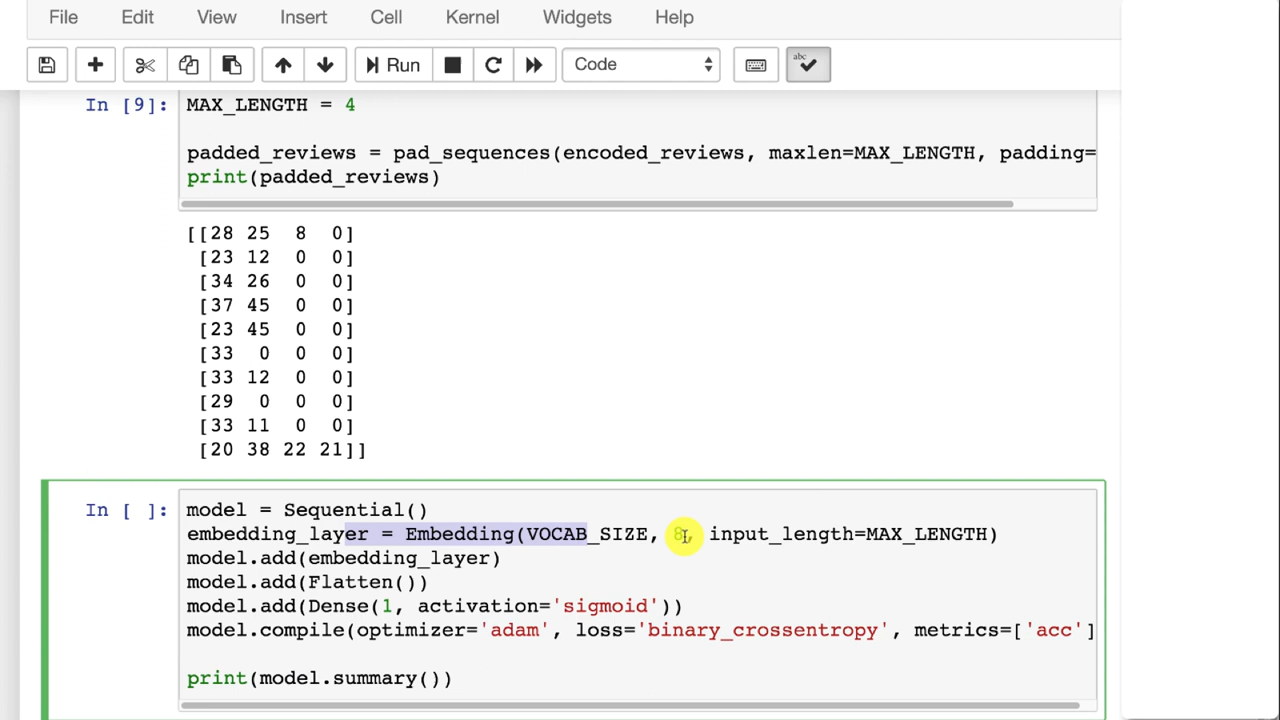 File Edit View Insert Cell Kernel Widgets Help
Run Code abc
In [9]: MAX_LENGTH = 4
padded_reviews = pad_sequences(encoded_reviews, maxlen=MAX_LENGTH, padding=
print(padded_reviews)
[[28 25 8 0]
[23 12 0 0]
[34 26 0 0]
[37 45 0 0]
[23 45 0 0]
[33 0 0 0]
[33 12 0 0]
[29 0 0 0]
[33 11 0 0]
[20 38 22 21]]
In [ ]: model = Sequential()
embedding_layer = Embedding(VOCAB_SIZE, 8, input_length=MAX_LENGTH)
model.add(embedding_layer)
model.add(Flatten())
model.add(Dense(1, activation='sigmoid'))
model.compile(optimizer='adam', loss='binary_crossentropy', metrics=['acc']
print(model.summary())